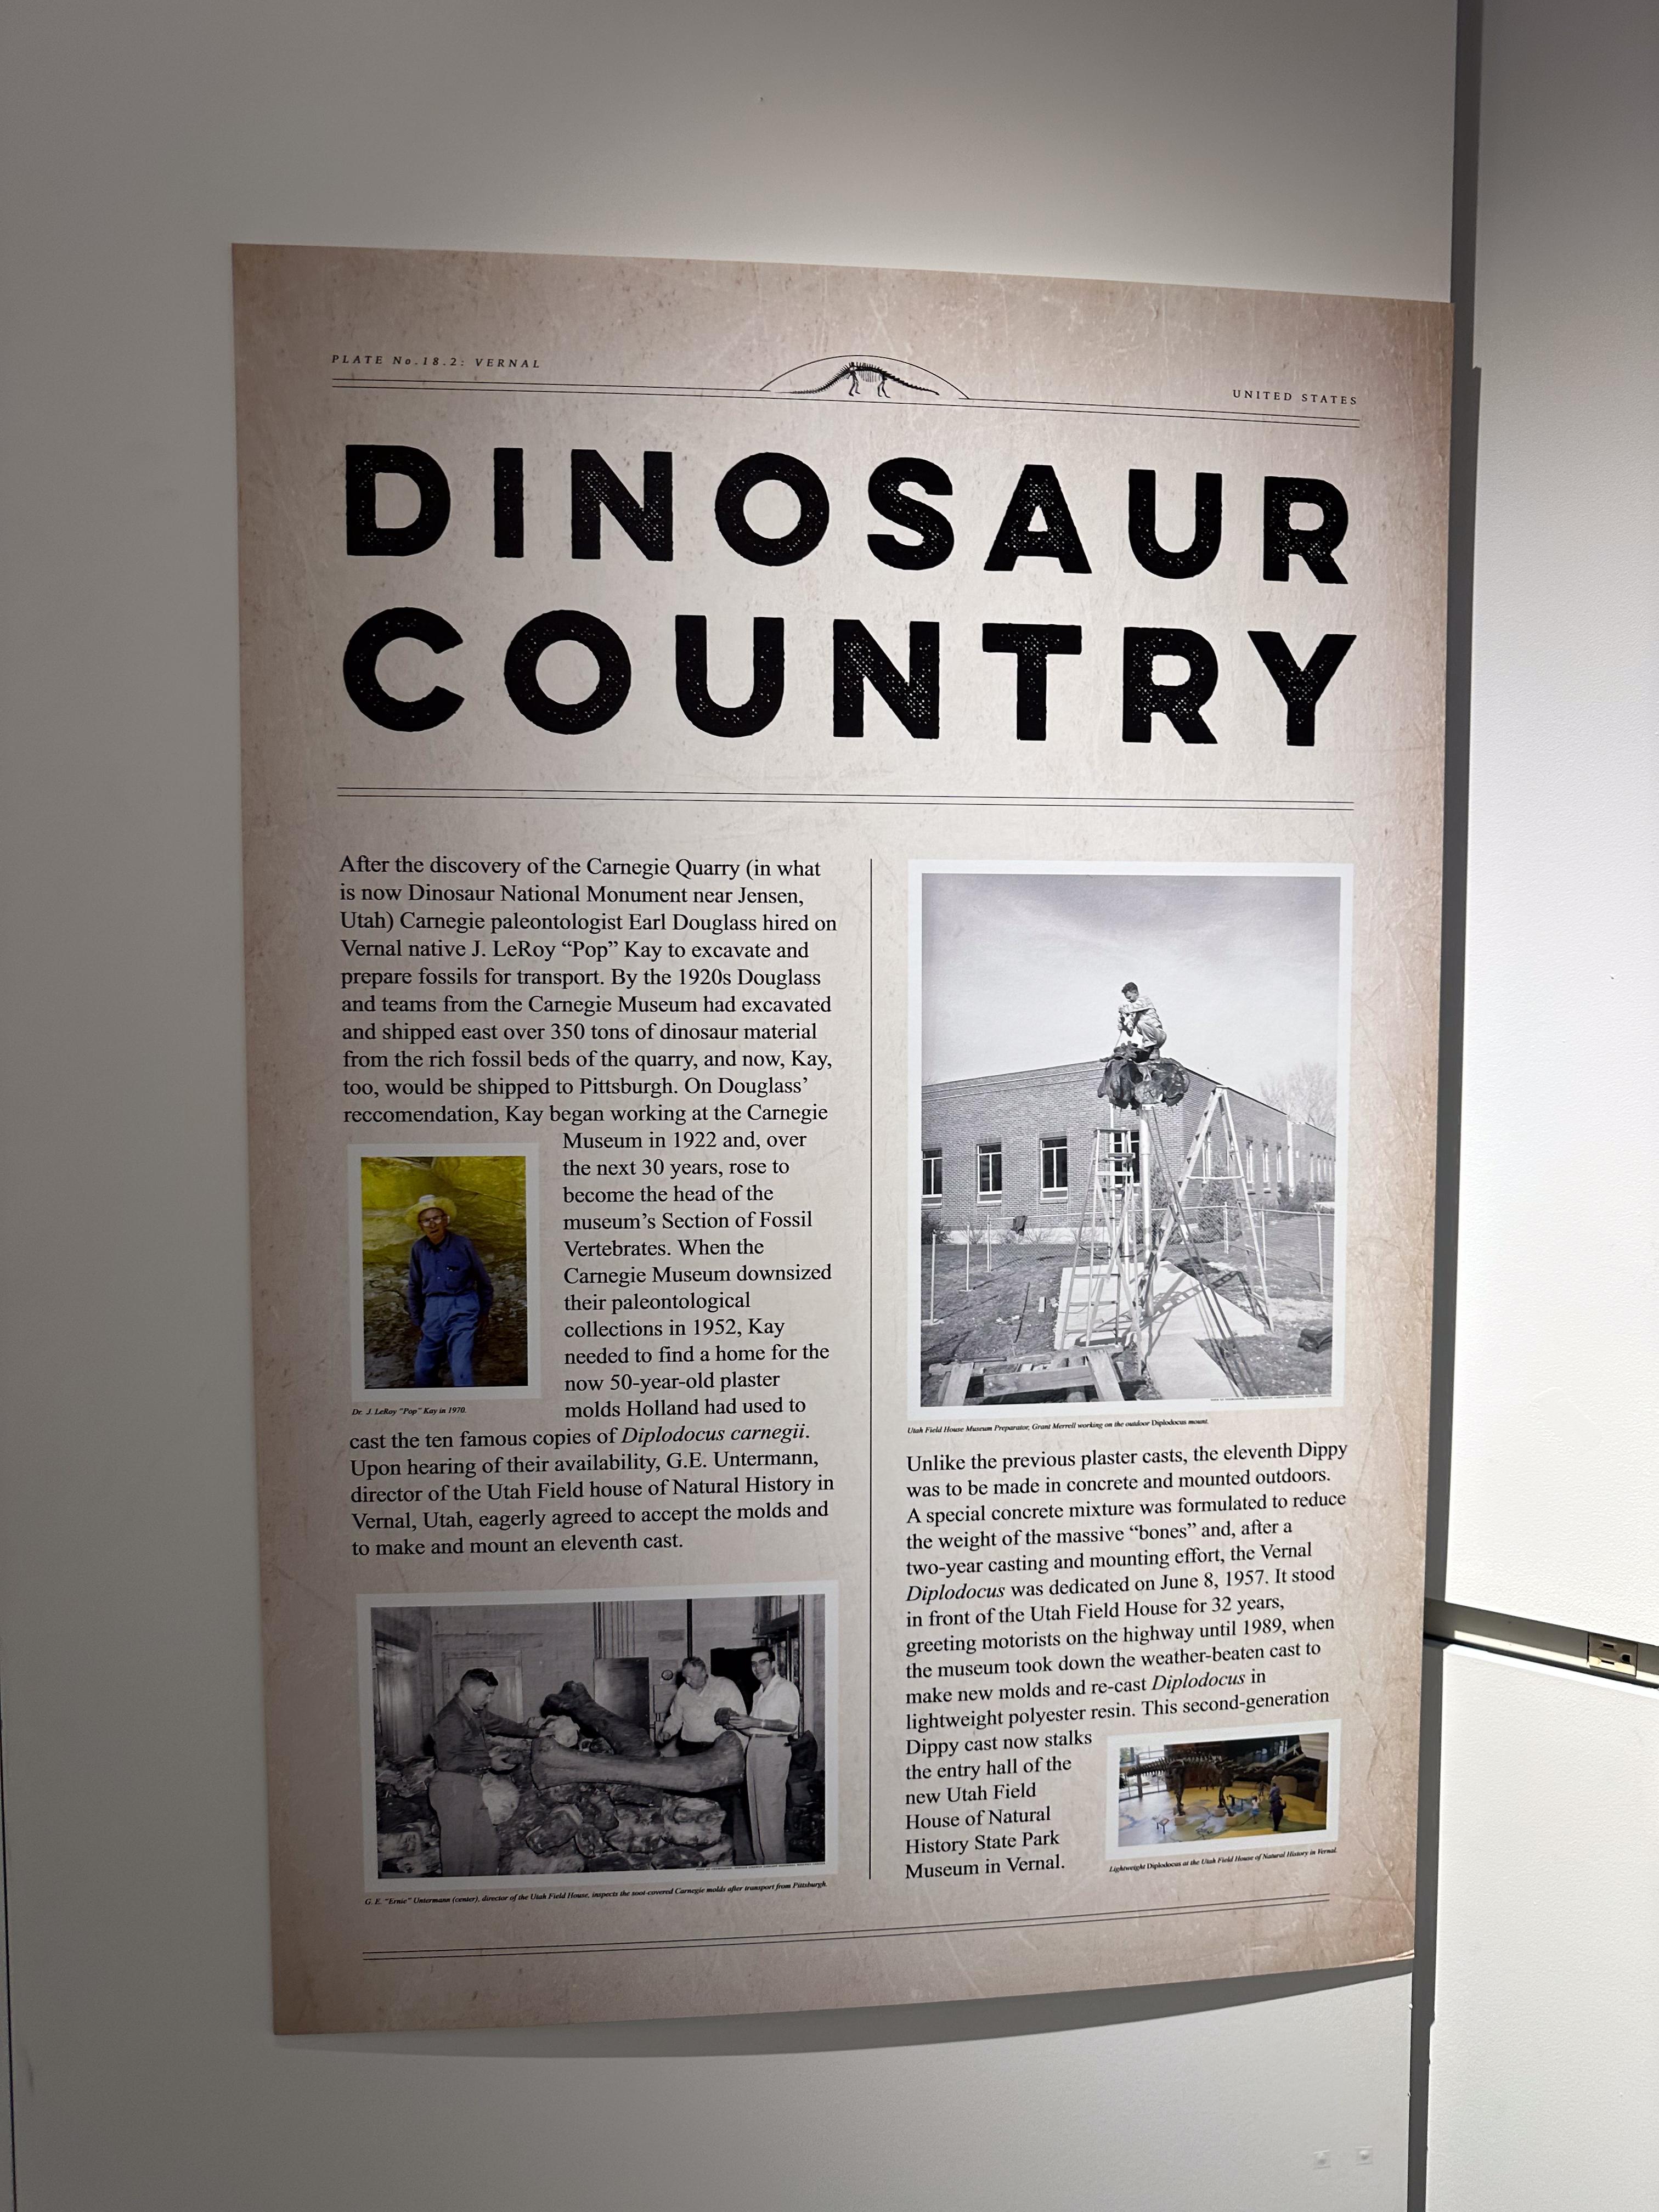 PLATE No.18.2: VERNAL
UNITED STATES
DINOSAUR
COUNTRY
After the discovery of the Carnegie Quarry (in what
is now Dinosaur National Monument near Jensen,
Utah) Carnegie paleontologist Earl Douglass hired on
Vernal native J. LeRoy “Pop” Kay to excavate and
prepare fossils for transport. By the 1920s Douglass
and teams from the Carnegie Museum had excavated
and shipped east over 350 tons of dinosaur material
from the rich fossil beds of the quarry, and now, Kay,
too, would be shipped to Pittsburgh. On Douglass’
reccomendation, Kay began working at the Carnegie
Museum in 1922 and, over
the next 30 years, rose to
become the head of the
museum’s Section of Fossil
Vertebrates. When the
Carnegie Museum downsized
their paleontological
collections in 1952, Kay
needed to find a home for the
now 50-year-old plaster
molds Holland had used to
cast the ten famous copies of Diplodocus carnegii.
Upon hearing of their availability, G.E. Untermann,
director of the Utah Field house of Natural History in
Vernal, Utah, eagerly agreed to accept the molds and
to make and mount an eleventh cast.
Dr. J. LeRoy “Pop” Kay in 1970.
G. E. “Ernie” Untermann (center), director of the Utah Field House, inspects the soot-covered Carnegie molds after transport from Pittsburgh.
Utah Field House Museum Preparator, Grant Merrell working on the outdoor Diplodocus mount.
Unlike the previous plaster casts, the eleventh Dippy
was to be made in concrete and mounted outdoors.
A special concrete mixture was formulated to reduce
the weight of the massive “bones” and, after a
two-year casting and mounting effort, the Vernal
Diplodocus was dedicated on June 8, 1957. It stood
in front of the Utah Field House for 32 years,
greeting motorists on the highway until 1989, when
the museum took down the weather-beaten cast to
make new molds and re-cast Diplodocus in
lightweight polyester resin. This second-generation
Dippy cast now stalks
the entry hall of the
new Utah Field
House of Natural
History State Park
Museum in Vernal.
Lightweight Diplodocus at the Utah Field House of Natural History in Vernal.